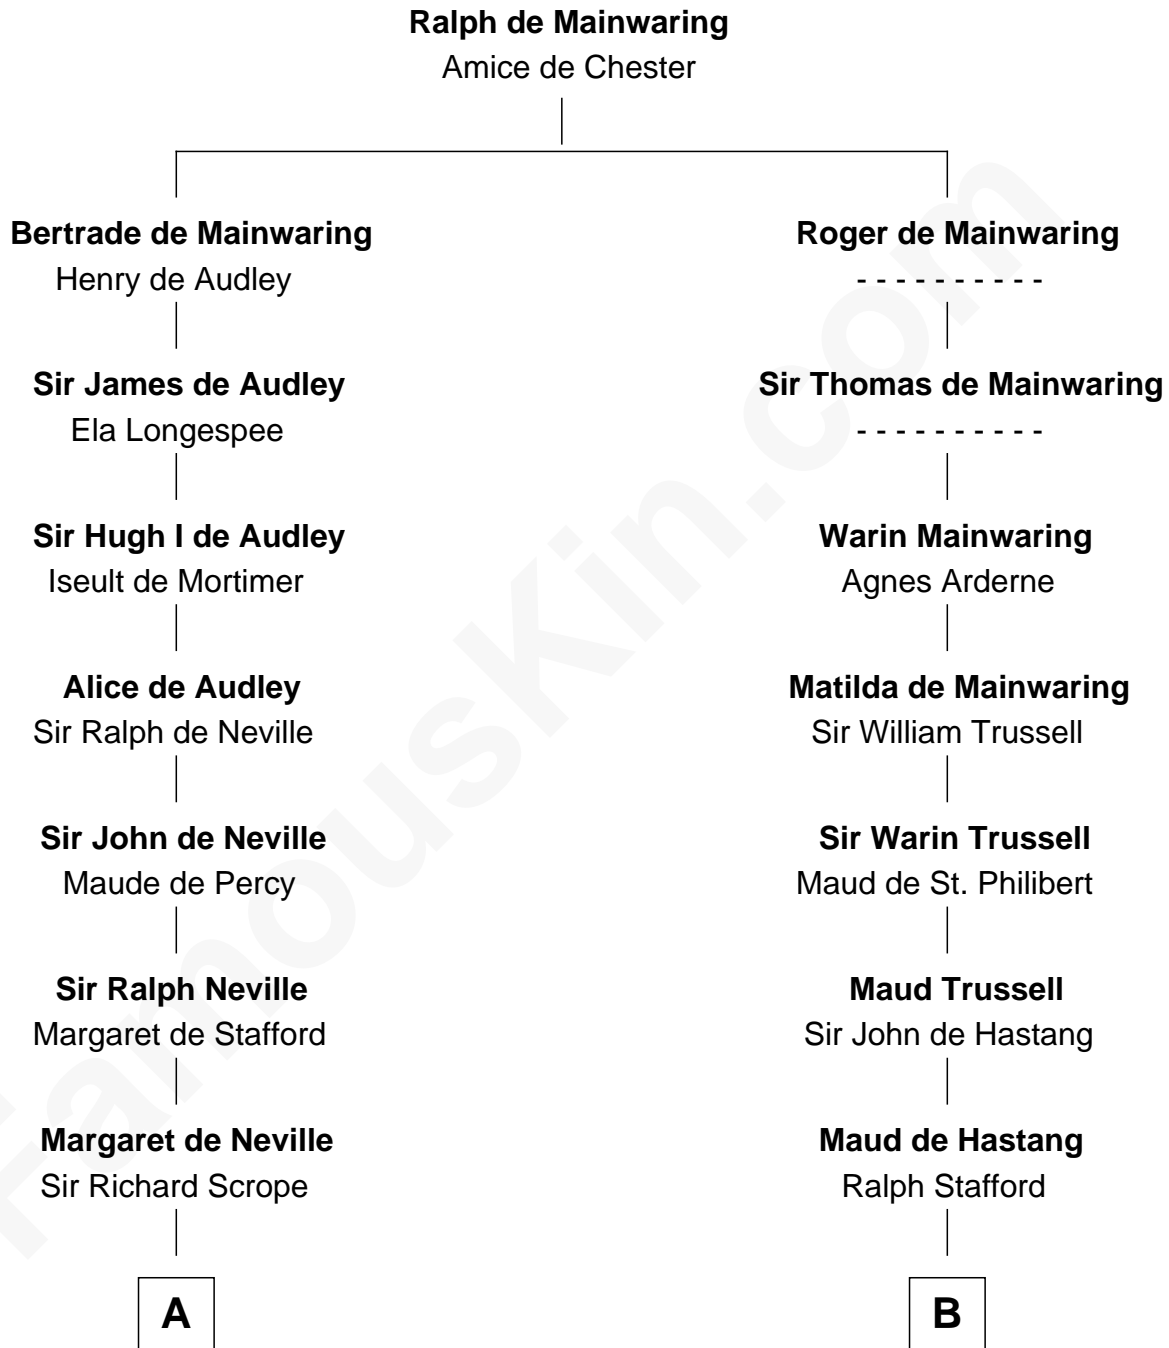 Ralph de Mainwaring
Amice de Chester
Bertrade de Mainwaring
Henry de Audley
Roger de Mainwaring
- - - - - - - - - -
Sir James de Audley
Ela Longespee
Sir Thomas de Mainwaring
- - - - - - - - - -
Sir Hugh I de Audley
Iseult de Mortimer
Warin Mainwaring
Agnes Arderne
Alice de Audley
Sir Ralph de Neville
Matilda de Mainwaring
Sir William Trussell
Sir John de Neville
Maude de Percy
Sir Warin Trussell
Maud de St. Philibert
Sir Ralph Neville
Margaret de Stafford
Maud Trussell
Sir John de Hastang
Margaret de Neville
Sir Richard Scrope
Maud de Hastang
Ralph Stafford
A
B
FamousKin.com